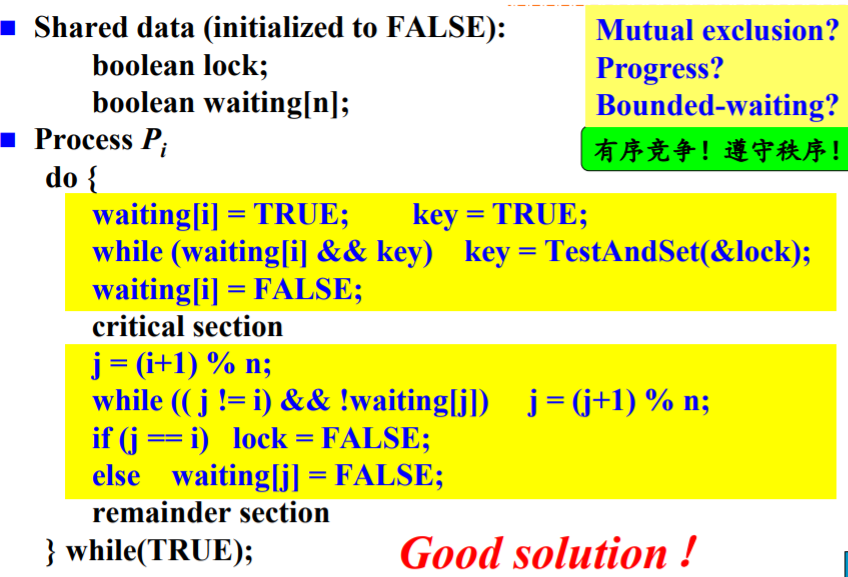 Shared data (initialized to FALSE):
boolean lock;
boolean waiting[n];
Mutual exclusion?
Progress?
Bounded-waiting?
有序竞争！遵守秩序！
Process Pi
do {
waiting[i] = TRUE; key = TRUE;
while (waiting[i] && key) key = TestAndSet(&lock);
waiting[i] = FALSE;
critical section
j = (i+1) % n;
while (( j != i) && !waiting[j]) j = (j+1) % n;
if (j == i) lock = FALSE;
else waiting[j] = FALSE;
remainder section
} while(TRUE);
Good solution !